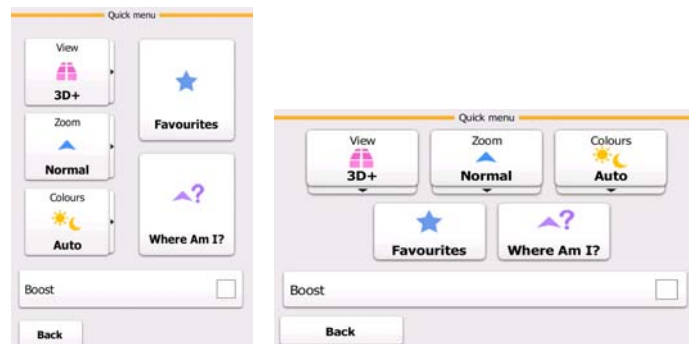 Quick menu
View
3D+
Zoom
Normal
Colours
Auto
Favourites
?
Where Am I?
Boost
Back
Quick menu
View
Zoom
Colours
3D+
Normal
Auto
?
Favourites
Where Am I?
Boost
Back